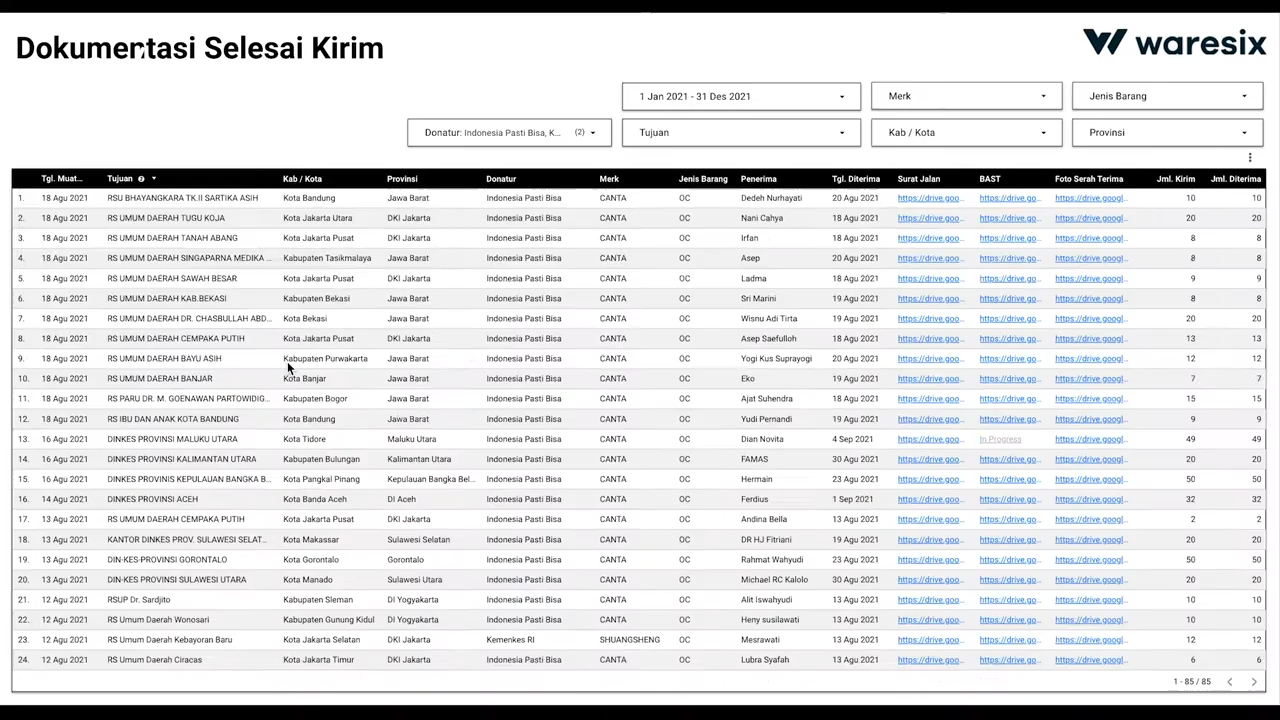 Dokumentasi Selesai Kirim
waresix
1 Jan 2021 - 31 Des 2021 Merk Jenis Barang
Donatur: Indonesia Pasti Bisa, K... (2) Tujuan Kab / Kota Provinsi
Tgl. Muat... Tujuan Kab / Kota Provinsi Donatur Merk Jenis Barang Penerima Tgl. Diterima Surat Jalan BAST Foto Serah Terima Jml. Kirim Jml. Diterima
1. 18 Agu 2021 RSU BHAYANGKARA TK.II SARTIKA ASIH Kota Bandung Jawa Barat Indonesia Pasti Bisa CANTA OC Dedeh Nurhayati 20 Agu 2021 https://drive.goo... https://drive.go... https://drive.googl... 10 10
2. 18 Agu 2021 RS UMUM DAERAH TUGU KOJA Kota Jakarta Utara DKI Jakarta Indonesia Pasti Bisa CANTA OC Nani Cahya 18 Agu 2021 https://drive.goo... https://drive.go... https://drive.googl... 20 20
3. 18 Agu 2021 RS UMUM DAERAH TANAH ABANG Kota Jakarta Pusat DKI Jakarta Indonesia Pasti Bisa CANTA OC Irfan 18 Agu 2021 https://drive.goo... https://drive.go... https://drive.googl... 8 8
4. 18 Agu 2021 RS UMUM DAERAH SINGAPARNA MEDIKA ... Kabupaten Tasikmalaya Jawa Barat Indonesia Pasti Bisa CANTA OC Asep 20 Agu 2021 https://drive.goo... https://drive.go... https://drive.googl... 8 8
5. 18 Agu 2021 RS UMUM DAERAH SAWAH BESAR Kota Jakarta Pusat DKI Jakarta Indonesia Pasti Bisa CANTA OC Ladma 18 Agu 2021 https://drive.goo... https://drive.go... https://drive.googl... 9 9
6. 18 Agu 2021 RS UMUM DAERAH KAB.BEKASI Kabupaten Bekasi Jawa Barat Indonesia Pasti Bisa CANTA OC Sri Marini 19 Agu 2021 https://drive.goo... https://drive.go... https://drive.googl... 8 8
7. 18 Agu 2021 RS UMUM DAERAH DR. CHASBULLAH ABD... Kota Bekasi Jawa Barat Indonesia Pasti Bisa CANTA OC Wisnu Adi Tirta 19 Agu 2021 https://drive.goo... https://drive.go... https://drive.googl... 20 20
8. 18 Agu 2021 RS UMUM DAERAH CEMPAKA PUTIH Kota Jakarta Pusat DKI Jakarta Indonesia Pasti Bisa CANTA OC Asep Saefulloh 18 Agu 2021 https://drive.goo... https://drive.go... https://drive.googl... 13 13
9. 18 Agu 2021 RS UMUM DAERAH BAYU ASIH Kabupaten Purwakarta Jawa Barat Indonesia Pasti Bisa CANTA OC Yogi Kus Suprayogi 20 Agu 2021 https://drive.goo... https://drive.go... https://drive.googl... 12 12
10. 18 Agu 2021 RS UMUM DAERAH BANJAR Kota Banjar Jawa Barat Indonesia Pasti Bisa CANTA OC Eko 19 Agu 2021 https://drive.goo... https://drive.go... https://drive.googl... 7 7
11. 18 Agu 2021 RS PARU DR. M. GOENAWAN PARTOWIDIG... Kabupaten Bogor Jawa Barat Indonesia Pasti Bisa CANTA OC Ajat Suhendra 19 Agu 2021 https://drive.goo... https://drive.go... https://drive.googl... 15 15
12. 18 Agu 2021 RS IBU DAN ANAK KOTA BANDUNG Kota Bandung Jawa Barat Indonesia Pasti Bisa CANTA OC Yudi Pernandi 19 Agu 2021 https://drive.goo... https://drive.go... https://drive.googl... 9 9
13. 16 Agu 2021 DINKES PROVINSI MALUKU UTARA Kota Tidore Maluku Utara Indonesia Pasti Bisa CANTA OC Dian Novita 4 Sep 2021 https://drive.goo... In Progress https://drive.googl... 49 49
14. 16 Agu 2021 DINKES PROVINSI KALIMANTAN UTARA Kabupaten Bulungan Kalimantan Utara Indonesia Pasti Bisa CANTA OC FAMAS 30 Agu 2021 https://drive.goo... https://drive.go... https://drive.googl... 20 20
15. 16 Agu 2021 DINKES PROVINIS KEPULAUAN BANGKA B... Kota Pangkal Pinang Kepulauan Bangka Bel... Indonesia Pasti Bisa CANTA OC Hermain 23 Agu 2021 https://drive.goo... https://drive.go... https://drive.googl... 50 50
16. 14 Agu 2021 DINKES PROVINSI ACEH Kota Banda Aceh DI Aceh Indonesia Pasti Bisa CANTA OC Ferdius 1 Sep 2021 https://drive.goo... https://drive.go... https://drive.googl... 32 32
17. 13 Agu 2021 RS UMUM DAERAH CEMPAKA PUTIH Kota Jakarta Pusat DKI Jakarta Indonesia Pasti Bisa CANTA OC Andina Bella 13 Agu 2021 https://drive.goo... https://drive.go... https://drive.googl... 2 2
18. 13 Agu 2021 KANTOR DINKES PROV. SULAWESI SELAT... Kota Makassar Sulawesi Selatan Indonesia Pasti Bisa CANTA OC DR HJ Fitriani 19 Agu 2021 https://drive.goo... https://drive.go... https://drive.googl... 20 20
19. 13 Agu 2021 DIN-KES-PROVINSI-GORONTALO Kota Gorontalo Gorontalo Indonesia Pasti Bisa CANTA OC Rahmat Wahyudi 23 Agu 2021 https://drive.goo... https://drive.go... https://drive.googl... 50 50
20. 13 Agu 2021 DIN-KES PROVINSI SULAWESI UTARA Kota Manado Sulawesi Utara Indonesia Pasti Bisa CANTA OC Michael RC Kalolo 30 Agu 2021 https://drive.goo... https://drive.go... https://drive.googl... 20 20
21. 12 Agu 2021 RSUP Dr. Sardjito Kabupaten Sleman DI Yogyakarta Indonesia Pasti Bisa CANTA OC Alit Iswahyudi 13 Agu 2021 https://drive.goo... https://drive.go... https://drive.googl... 10 10
22. 12 Agu 2021 RS Umum Daerah Wonosari Kabupaten Gunung Kidul DI Yogyakarta Indonesia Pasti Bisa CANTA OC Heny susilawati 13 Agu 2021 https://drive.goo... https://drive.go... https://drive.googl... 10 10
23. 12 Agu 2021 RS Umum Daerah Kebayoran Baru Kota Jakarta Selatan DKI Jakarta Kemenkes RI SHUANGSHENG OC Mesrawati 13 Agu 2021 https://drive.goo... https://drive.go... https://drive.googl... 12 12
24. 12 Agu 2021 RS Umum Daerah Ciracas Kota Jakarta Timur DKI Jakarta Indonesia Pasti Bisa CANTA OC Lubra Syafah 13 Agu 2021 https://drive.goo... https://drive.go... https://drive.googl... 6 6
1 - 85 / 85